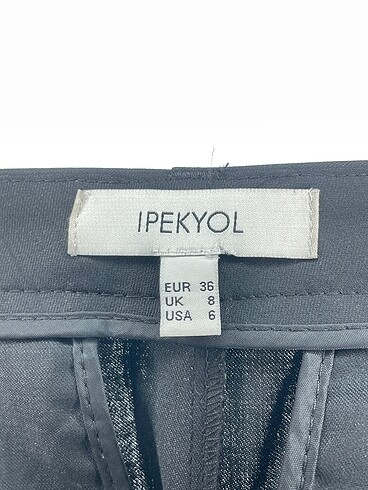 IPEKYOL
EUR 36
UK 8
USA 6